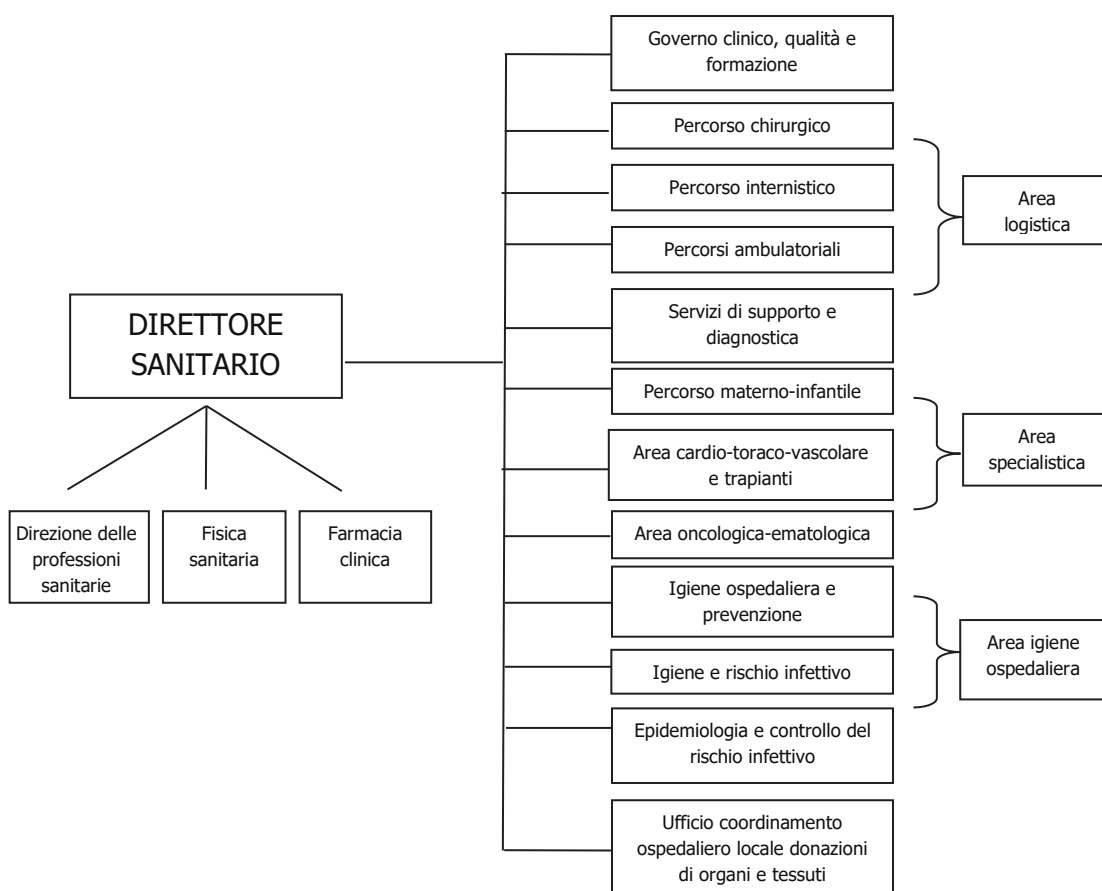 Governo clinico, qualità e
formazione
Percorso chirurgico
Percorso internistico
Area
logistica
Percorsi ambulatoriali
DIRETTORE
SANITARIO
Servizi di supporto e
diagnostica
Percorso materno-infantile
Area cardio-toraco-vascolare
e trapianti
Area
specialistica
Direzione delle
professioni
sanitarie
Fisica
sanitaria
Farmacia
clinica
Area oncologica-ematologica
Igiene ospedaliera e
prevenzione
Igiene e rischio infettivo
Area igiene
ospedaliera
Epidemiologia e controllo del
rischio infettivo
Ufficio coordinamento
ospedaliero locale donazioni
di organi e tessuti